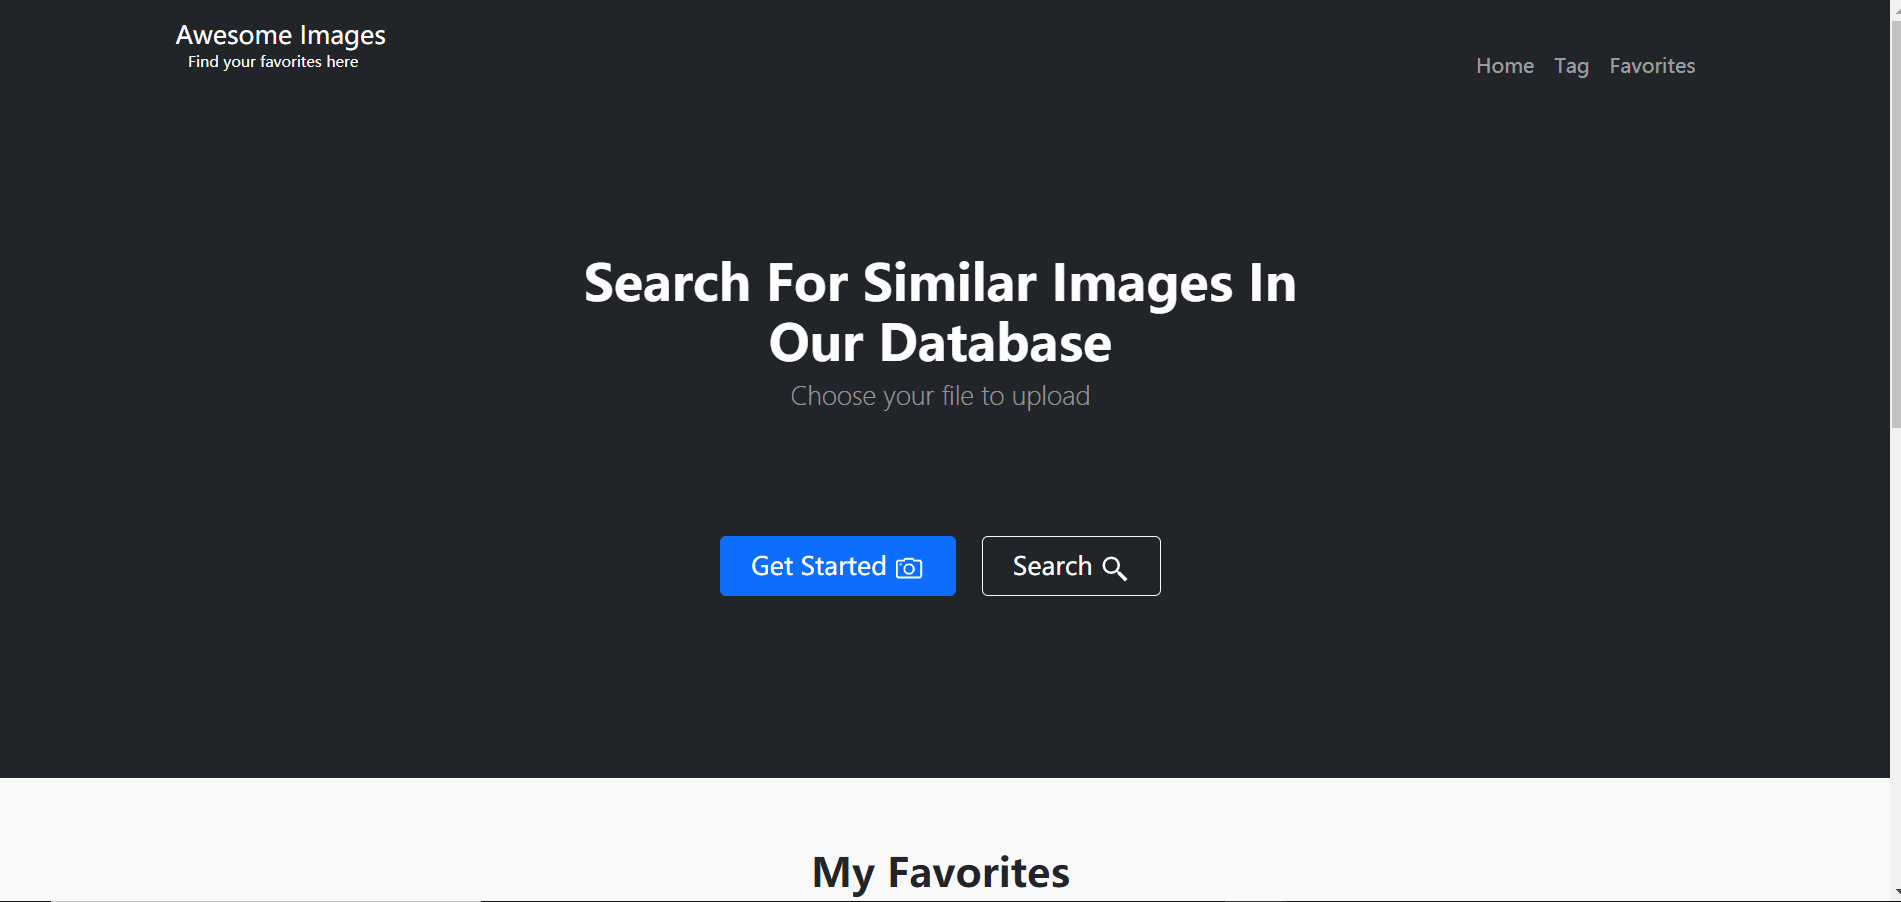 Awesome Images
Find your favorites here
Home Tag Favorites
Search For Similar Images In
Our Database
Choose your file to upload
Get Started
Search
My Favorites